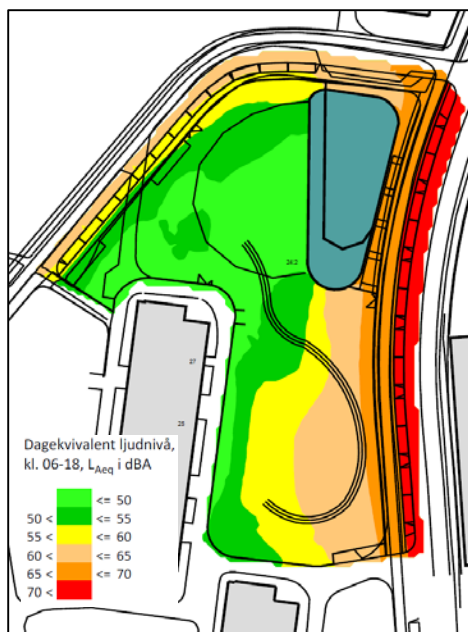 24:2
27
28
Dagekvivalent ljudnivå,
kl. 06-18, LAeq i dBA
<= 50
50 < <= 55
55 < <= 60
60 < <= 65
65 < <= 70
70 <